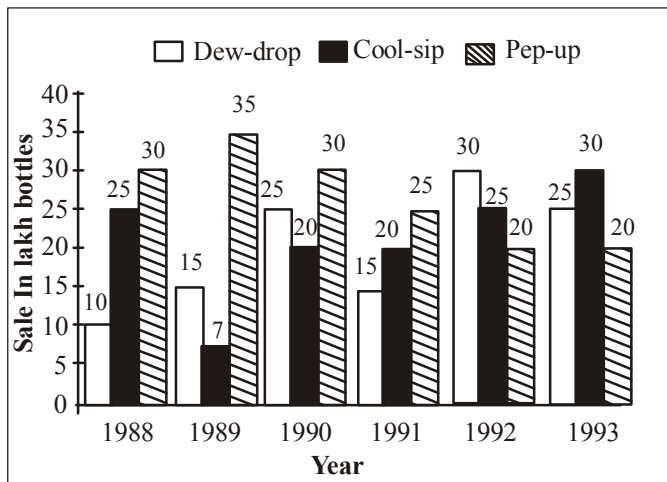 Dew-drop Cool-sip Pep-up
Sale In lakh bottles
40
35
30
25
20
15
10
5
0
10 25 30
15 7 35
25 20 30
15 20 25
30 25 20
25 30 20
1988 1989 1990 1991 1992 1993
Year